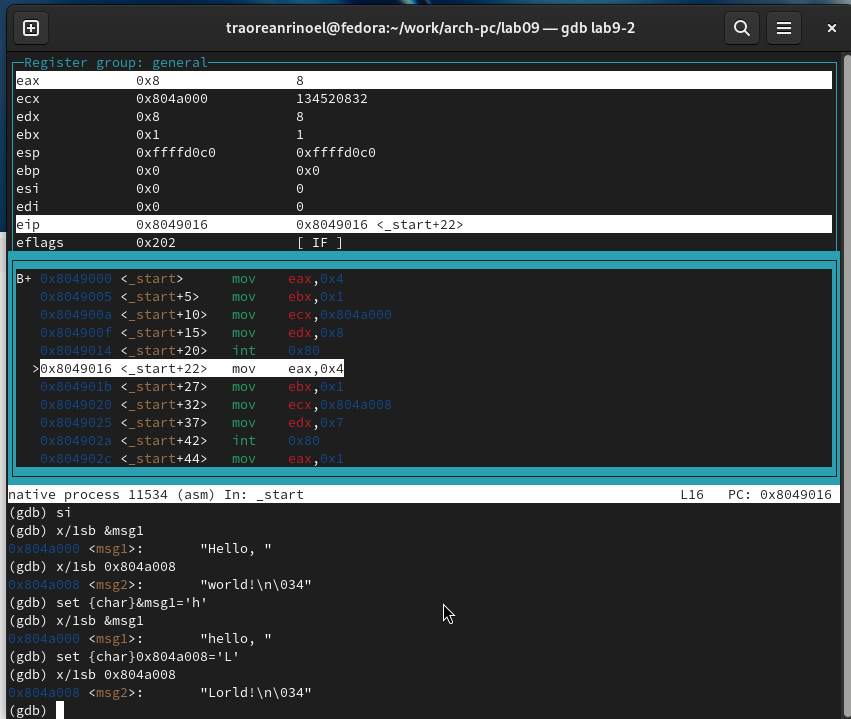 traoreanrinoel@fedora:~/work/arch-pc/lab09 — gdb lab9-2
Register group: general
eax 0x8 8
ecx 0x804a000 134520832
edx 0x8 8
ebx 0x1 1
esp 0xffffd0c0 0xffffd0c0
ebp 0x0 0x0
esi 0x0 0
edi 0x0 0
eip 0x8049016 0x8049016 <_start+22>
eflags 0x202 [ IF ]
B+ 0x8049000 <_start> mov eax,0x4
0x8049005 <_start+5> mov ebx,0x1
0x804900a <_start+10> mov ecx,0x804a000
0x804900f <_start+15> mov edx,0x8
0x8049014 <_start+20> int 0x80
>0x8049016 <_start+22> mov eax,0x4
0x804901b <_start+27> mov ebx,0x1
0x8049020 <_start+32> mov ecx,0x804a008
0x8049025 <_start+37> mov edx,0x7
0x804902a <_start+42> int 0x80
0x804902c <_start+44> mov eax,0x1
native process 11534 (asm) In: _start L16 PC: 0x8049016
(gdb) si
(gdb) x/1sb &msg1
0x804a000 <msg1>: "Hello, "
(gdb) x/1sb 0x804a008
0x804a008 <msg2>: "world!\n\034"
(gdb) set {char}&msg1='h'
(gdb) x/1sb &msg1
0x804a000 <msg1>: "hello, "
(gdb) set {char}0x804a008='L'
(gdb) x/1sb 0x804a008
0x804a008 <msg2>: "Lorld!\n\034"
(gdb)